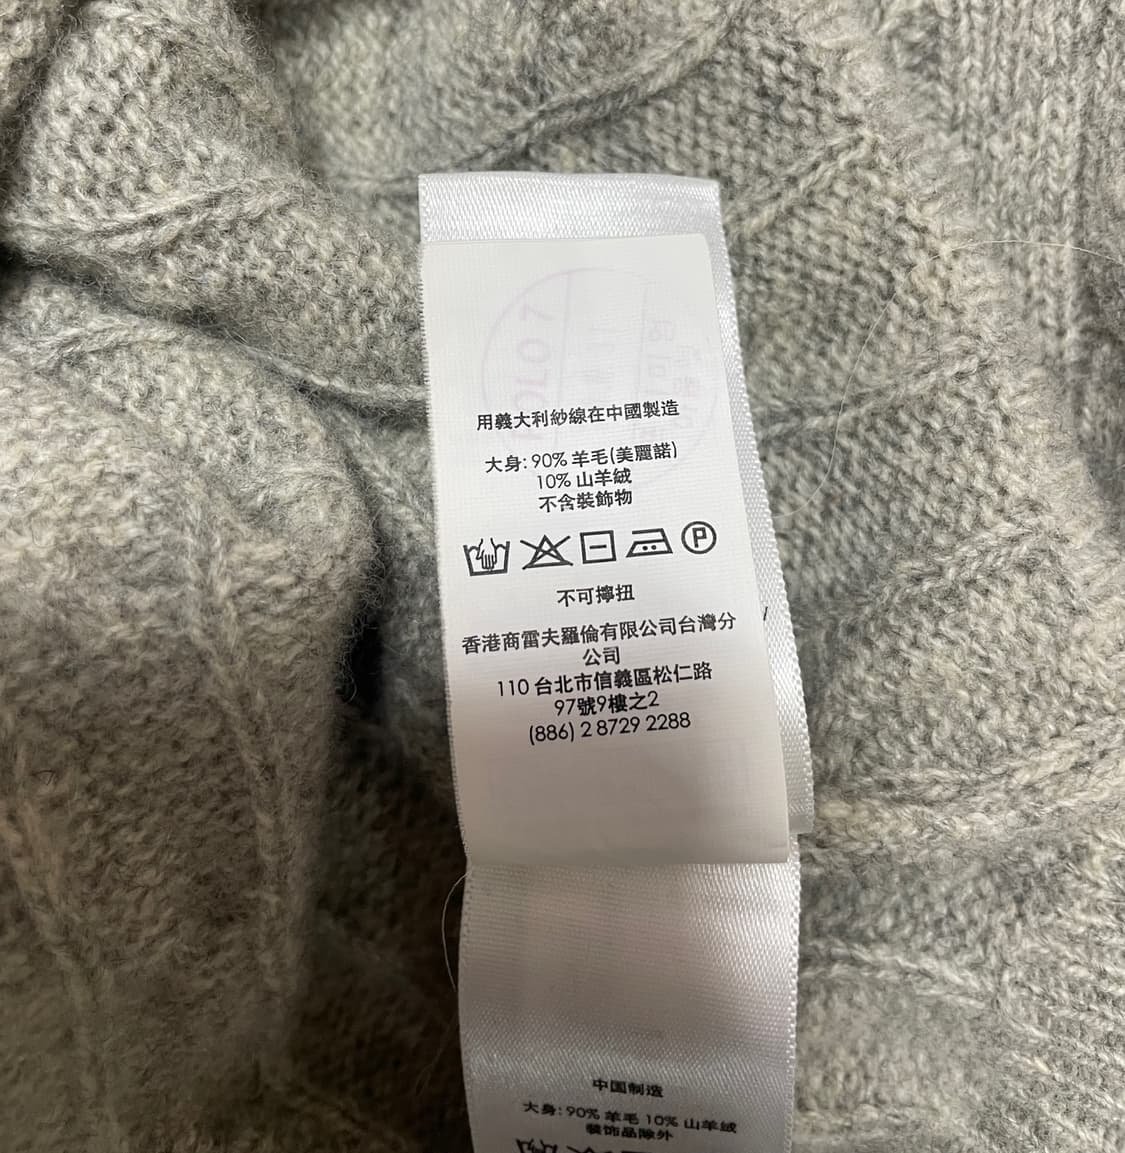 用義大利紗線在中國製造
大身: 90% 羊毛(美麗諾)
10% 山羊絨
不含裝飾物
不可擰扭
香港商雷夫羅倫有限公司台灣分
公司
110 台北市信義區松仁路
97號9樓之2
(886) 2 8729 2288
中国制造
大身: 90% 羊毛 10% 山羊绒
装饰品除外